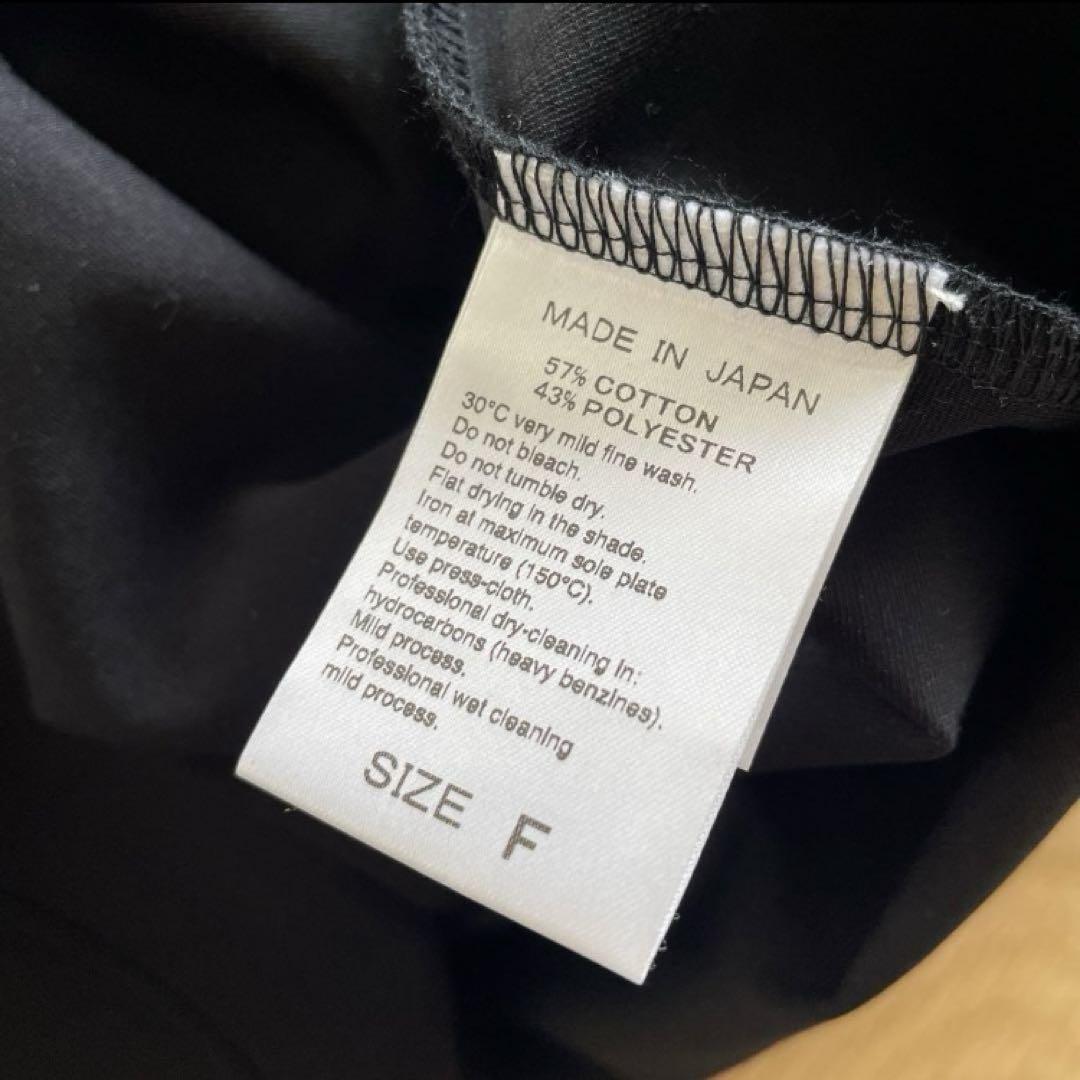 MADE IN JAPAN
57% COTTON
43% POLYESTER
30°C very mild fine wash.
Do not bleach.
Do not tumble dry.
Flat drying in the shade.
Iron at maximum sole plate
temperature (150°C).
Use press-cloth.
Professional dry-cleaning in:
hydrocarbons (heavy benzines).
Mild process.
Professional wet cleaning
mild process.
SIZE F